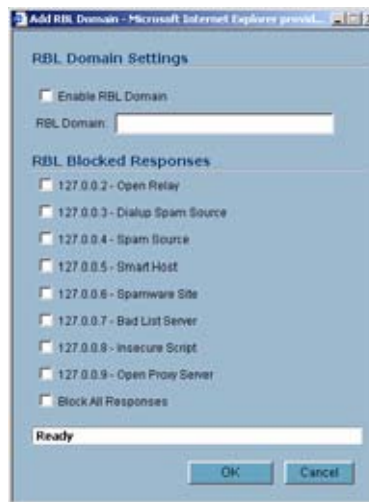 Add RBL Domain - Microsoft Internet Explorer provid...
RBL Domain Settings
Enable RBL Domain
RBL Domain:
RBL Blocked Responses
127.0.0.2 - Open Relay
127.0.0.3 - Dialup Spam Source
127.0.0.4 - Spam Source
127.0.0.5 - Smart Host
127.0.0.6 - Spamware Site
127.0.0.7 - Bad List Server
127.0.0.8 - Insecure Script
127.0.0.9 - Open Proxy Server
Block All Responses
Ready
OK
Cancel